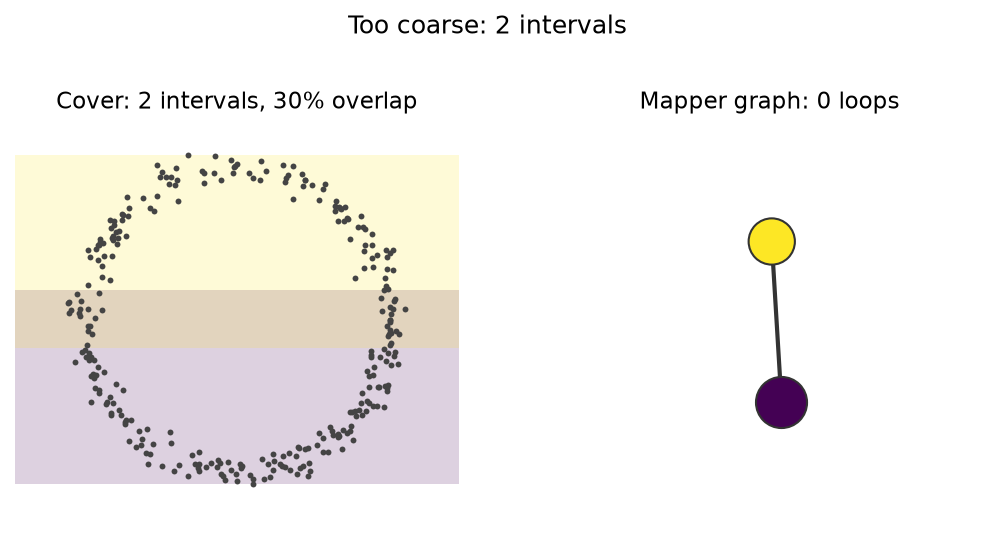 Too coarse: 2 intervals
Cover: 2 intervals, 30% overlap
Mapper graph: 0 loops